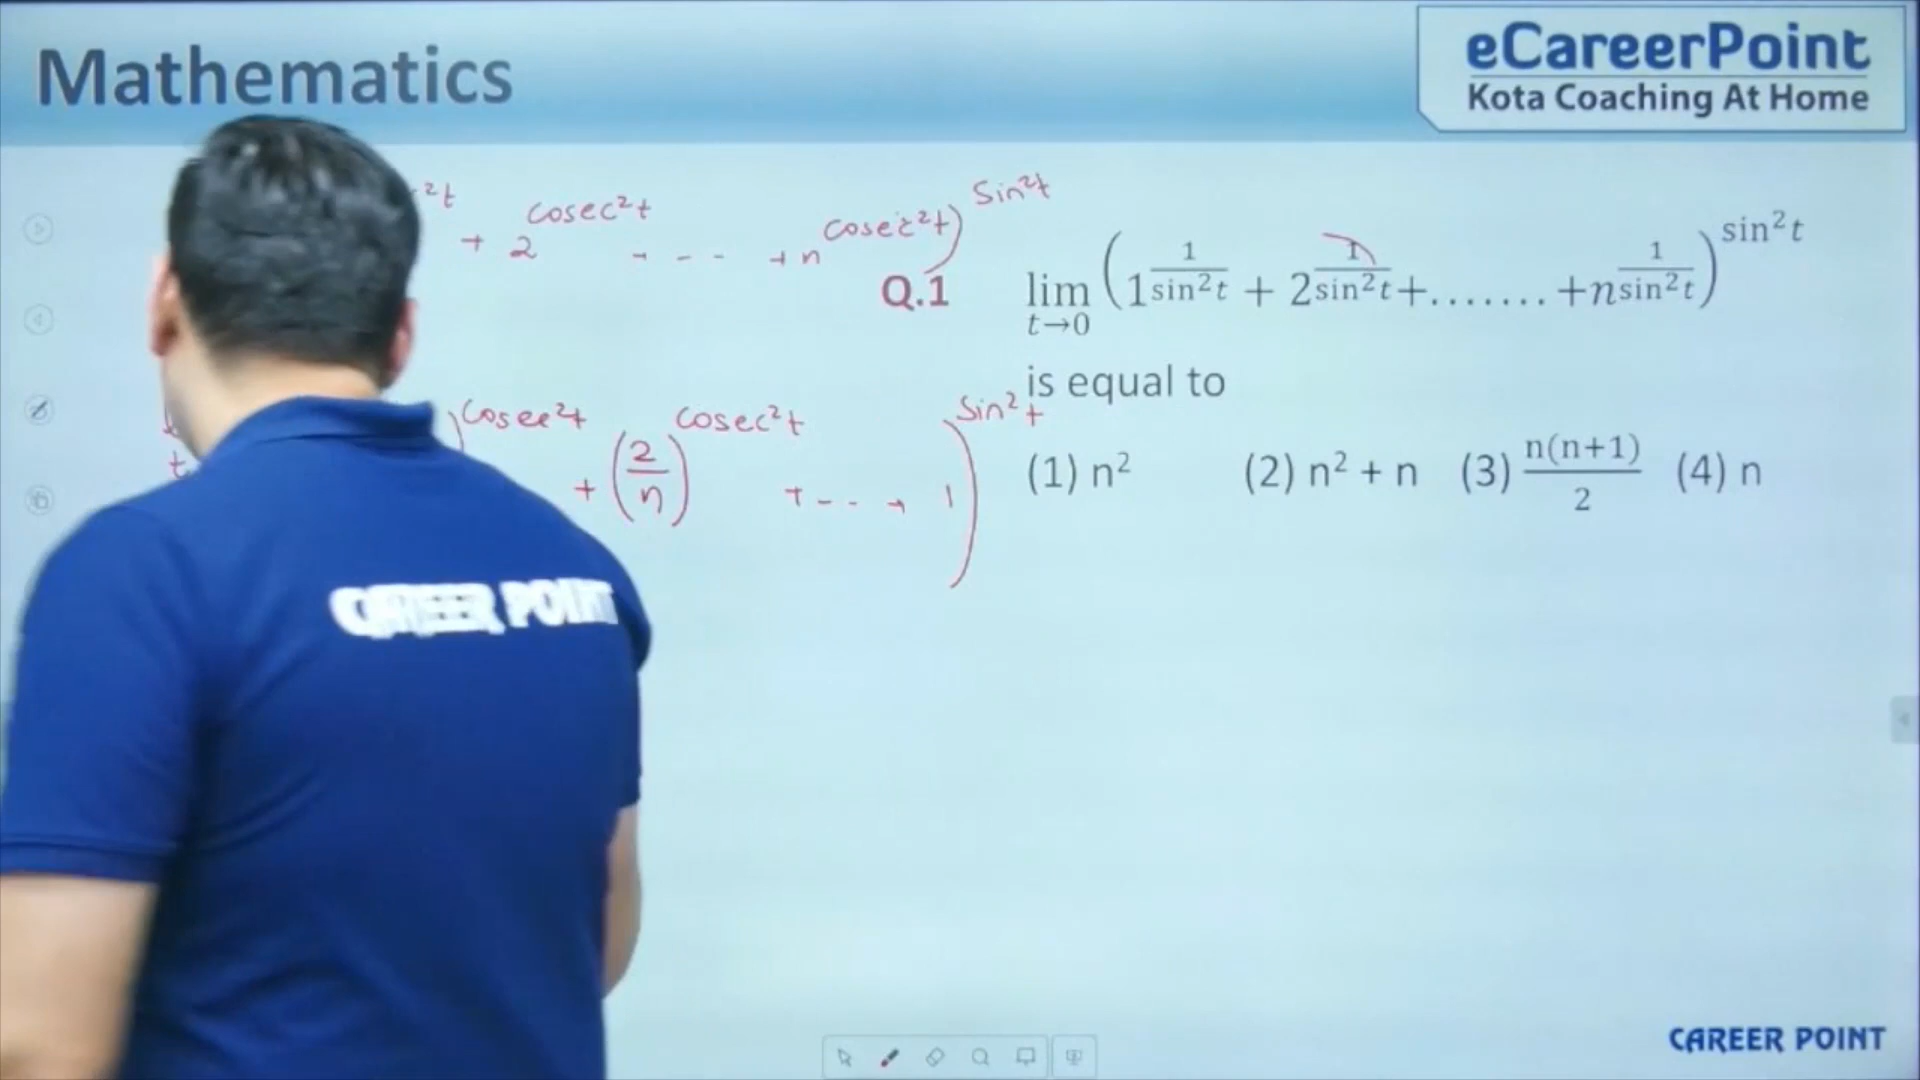 Mathematics
eCareerPoint
Kota Coaching At Home
²t + 2^cosec²t - - - + n^cosec²t) sin²t
Q.1 lim t→0 (1^(1/sin²t) + 2^(1/sin²t)+.......+n^(1/sin²t))^sin²t
is equal to
)^cosec²t + (2/n)^cosec²t + - - + 1) sin²t
(1) n² (2) n² + n (3) n(n+1)/2 (4) n
CAREER POINT
CAREER POINT